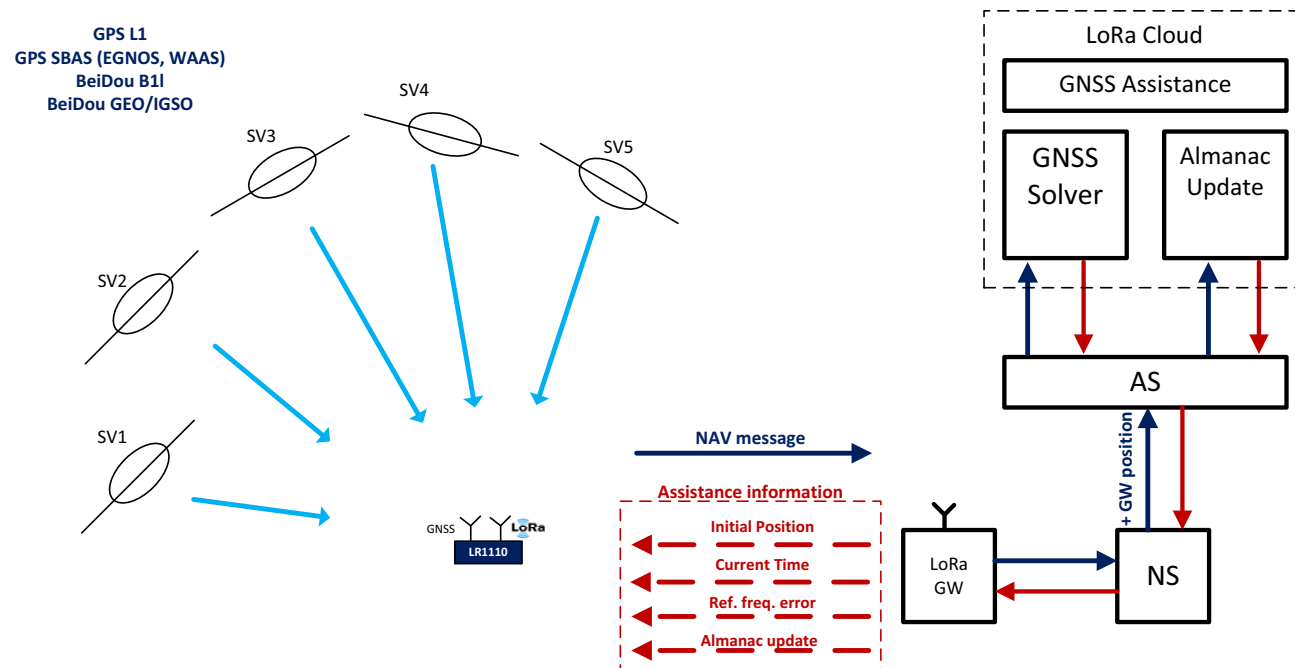 GPS L1
GPS SBAS (EGNOS, WAAS)
BeiDou B1l
BeiDou GEO/IGSO
SV1
SV2
SV3
SV4
SV5
GNSS
LoRa
LR1110
NAV message
Assistance information
Initial Position
Current Time
Ref. freq. error
Almanac update
LoRa
GW
NS
+ GW position
AS
LoRa Cloud
GNSS Assistance
GNSS
Solver
Almanac
Update